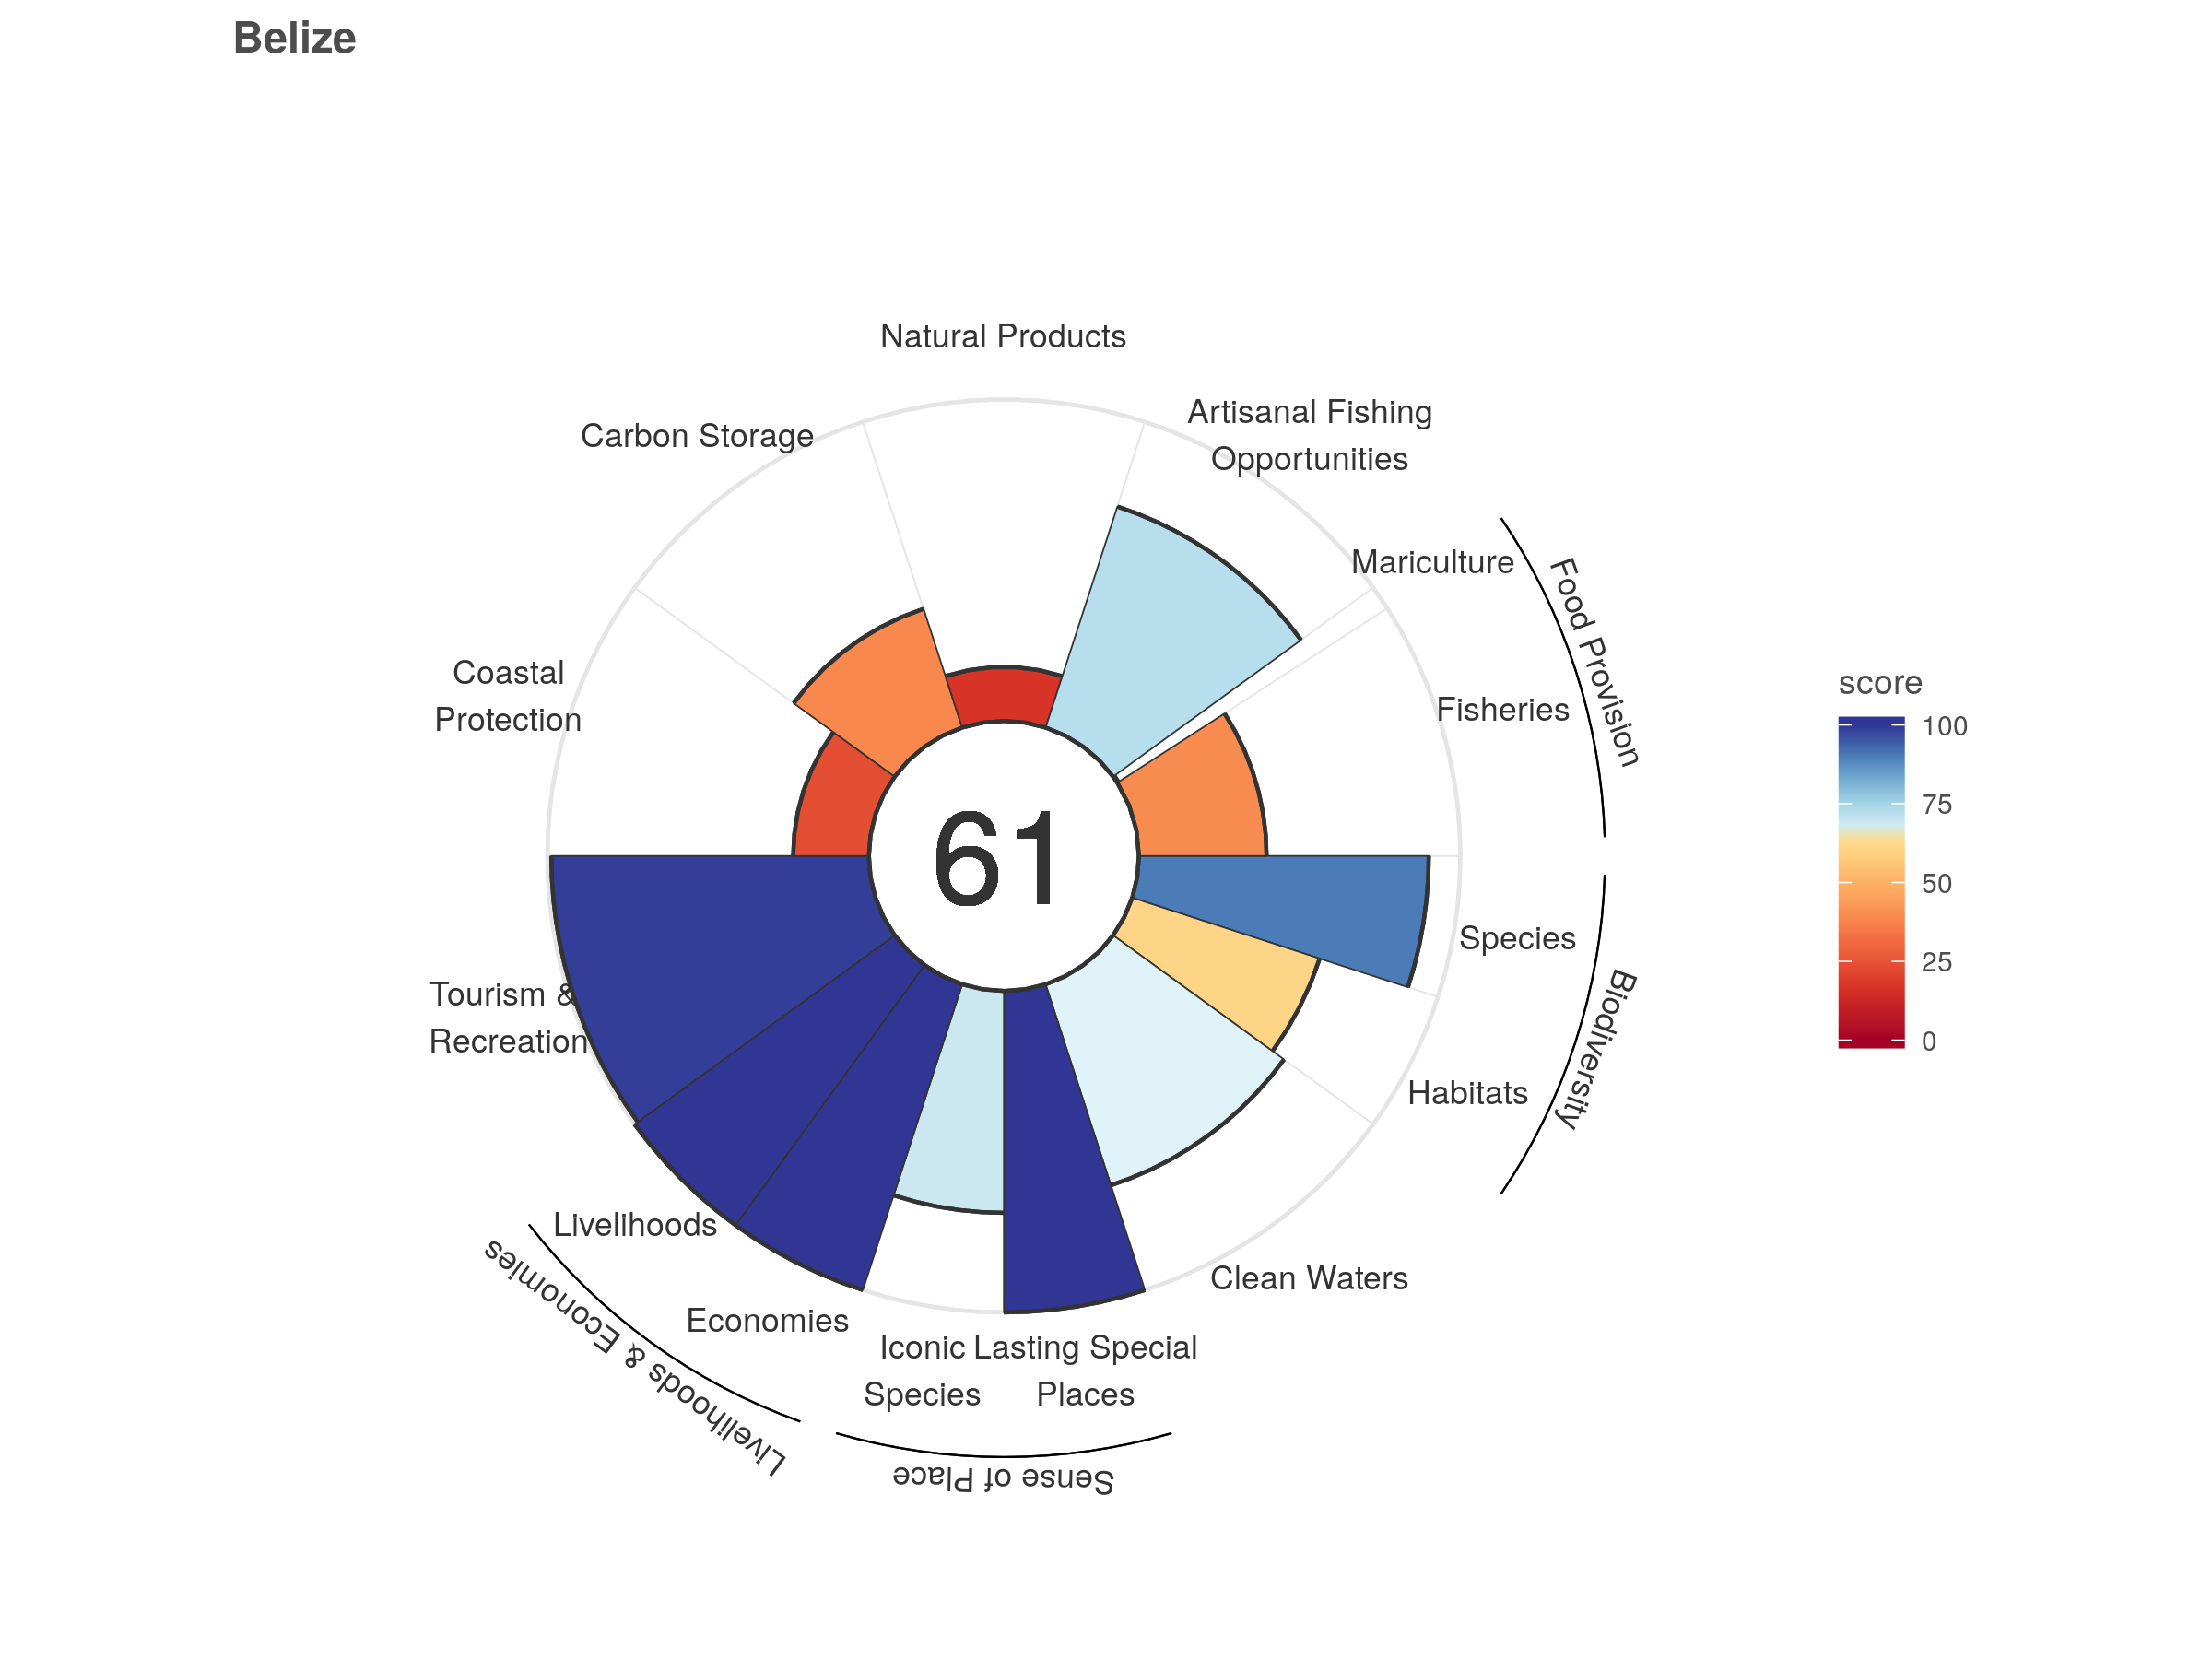 Belize
Natural Products
Artisanal Fishing
Opportunities
Carbon Storage
Mariculture
Food Provision
Fisheries
Coastal
Protection
score
100
75
50
25
0
61
Species
Biodiversity
Habitats
Tourism &
Recreation
Livelihoods
Economies
Livelihoods & Economies
Clean Waters
Iconic
Species
Lasting Special
Places
Sense of Place